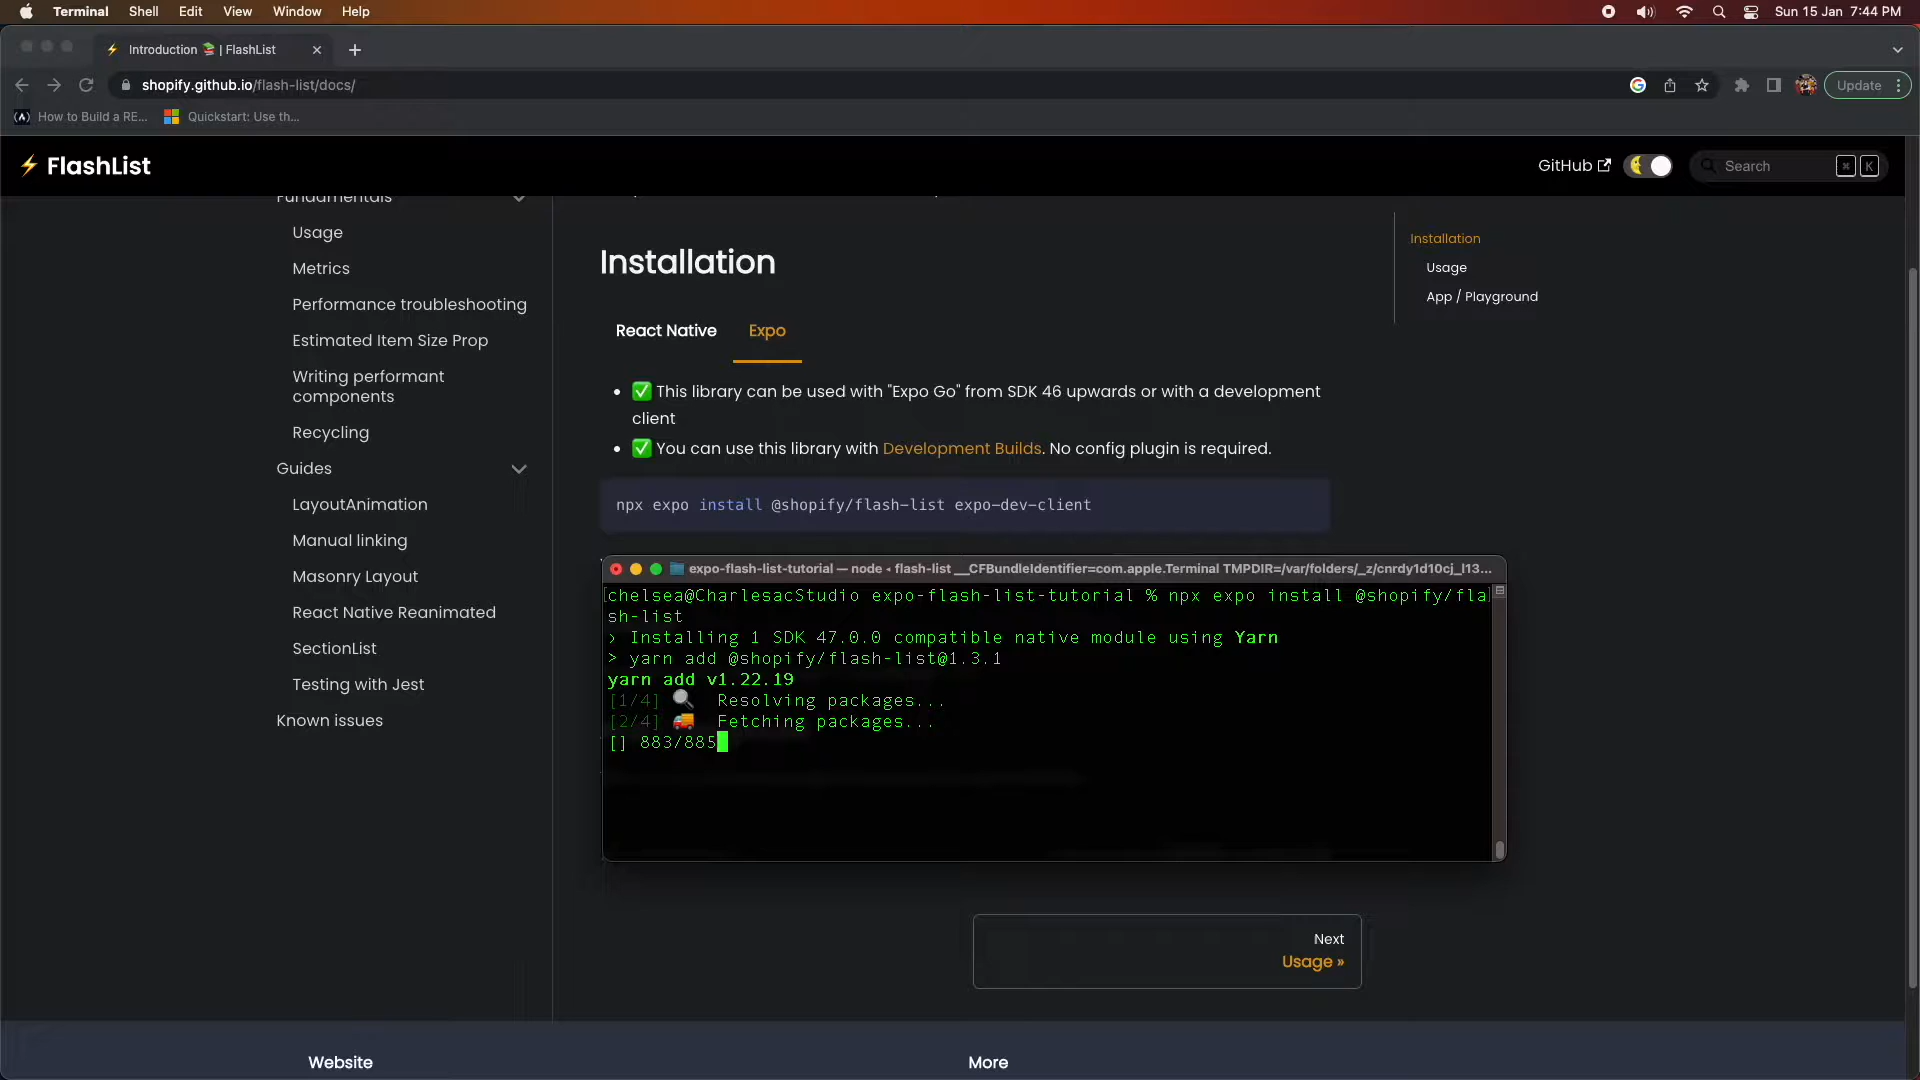 Terminal Shell Edit View Window Help
Sun 15 Jan 7:44 PM
Introduction 📚 | FlashList
shopify.github.io/flash-list/docs/
Update
How to Build a RE...
Quickstart: Use th...
⚡ FlashList
GitHub
Search
⌘ K
Fundamentals
Usage
Metrics
Performance troubleshooting
Estimated Item Size Prop
Writing performant
components
Recycling
Guides
LayoutAnimation
Manual linking
Masonry Layout
React Native Reanimated
SectionList
Testing with Jest
Known issues
Installation
React Native Expo
• ✅ This library can be used with "Expo Go" from SDK 46 upwards or with a development
client
• ✅ You can use this library with Development Builds. No config plugin is required.
npx expo install @shopify/flash-list expo-dev-client
Installation
Usage
App / Playground
expo-flash-list-tutorial — node ◂ flash-list __CFBundleIdentifier=com.apple.Terminal TMPDIR=/var/folders/_z/cnrdy1d10cj_l13...
[chelsea@CharlesacStudio expo-flash-list-tutorial % npx expo install @shopify/fla
sh-list
› Installing 1 SDK 47.0.0 compatible native module using Yarn
> yarn add @shopify/flash-list@1.3.1
yarn add v1.22.19
[1/4] 🔍 Resolving packages...
[2/4] 🚚 Fetching packages...
[] 883/885
Next
Usage »
Website
More